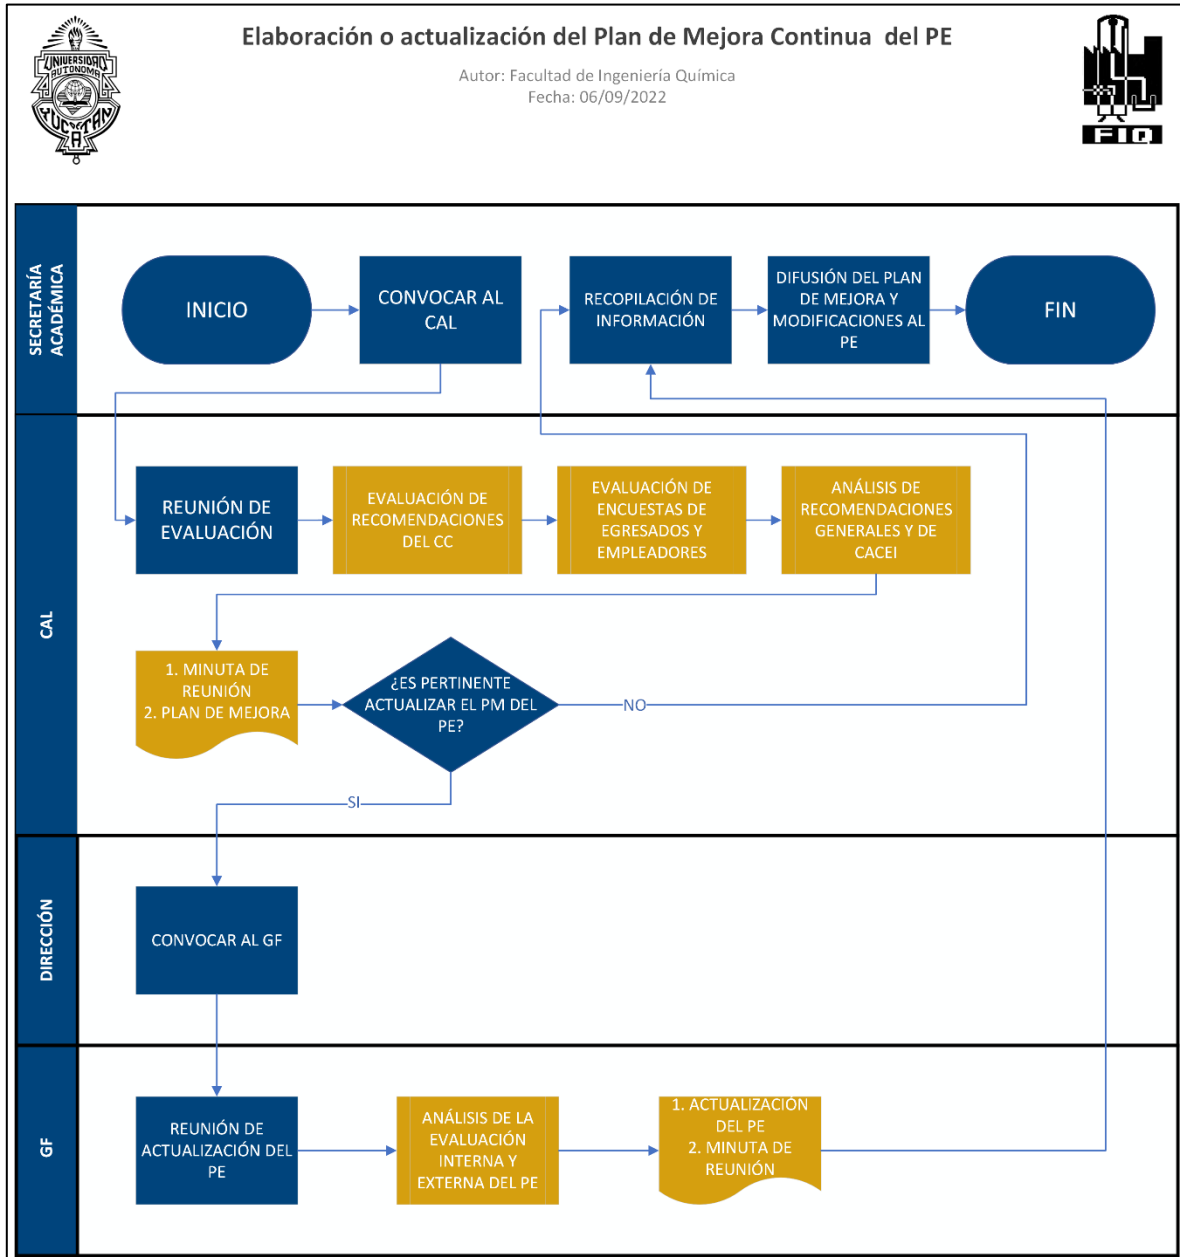 Elaboración o actualización del Plan de Mejora Continua del PE
Autor: Facultad de Ingeniería Química
Fecha: 06/09/2022
UNIVERSIDAD
AUTONOMA
YUCATAN
FIQ
SECRETARÍA
ACADÉMICA
INICIO
CONVOCAR AL
CAL
RECOPILACIÓN DE
INFORMACIÓN
DIFUSIÓN DEL PLAN
DE MEJORA Y
MODIFICACIONES AL
PE
FIN
CAL
REUNIÓN DE
EVALUACIÓN
EVALUACIÓN DE
RECOMENDACIONES
DEL CC
EVALUACIÓN DE
ENCUESTAS DE
EGRESADOS Y
EMPLEADORES
ANÁLISIS DE
RECOMENDACIONES
GENERALES Y DE
CACEI
1. MINUTA DE
REUNIÓN
2. PLAN DE MEJORA
¿ES PERTINENTE
ACTUALIZAR EL PM DEL
PE?
NO
SI
DIRECCIÓN
CONVOCAR AL GF
GF
REUNIÓN DE
ACTUALIZACIÓN DEL
PE
ANÁLISIS DE LA
EVALUACIÓN
INTERNA Y
EXTERNA DEL PE
1. ACTUALIZACIÓN
DEL PE
2. MINUTA DE
REUNIÓN